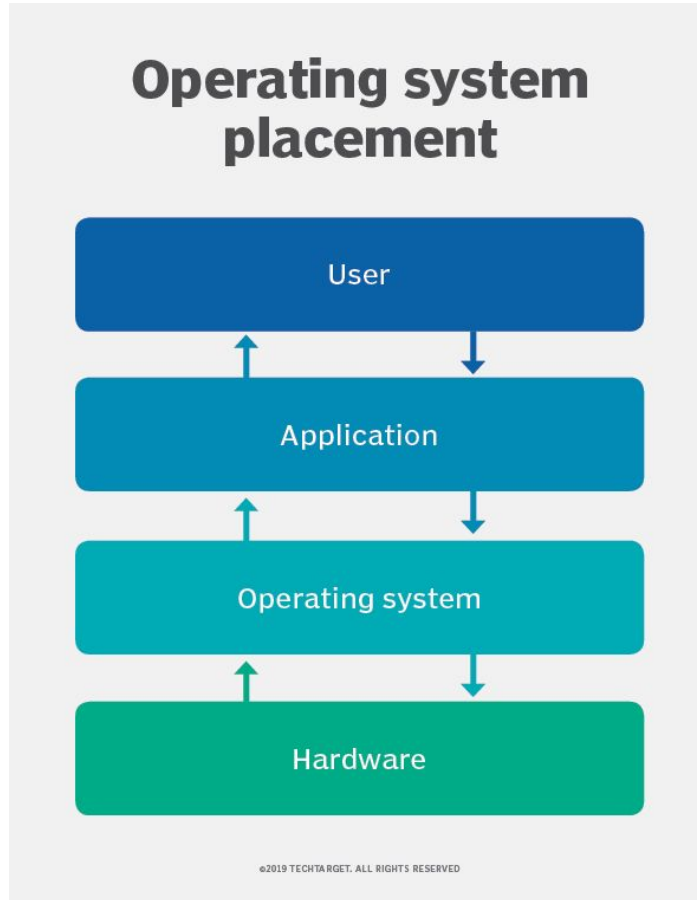 Operating system
placement
User
Application
Operating system
Hardware
©2019 TECHTARGET. ALL RIGHTS RESERVED